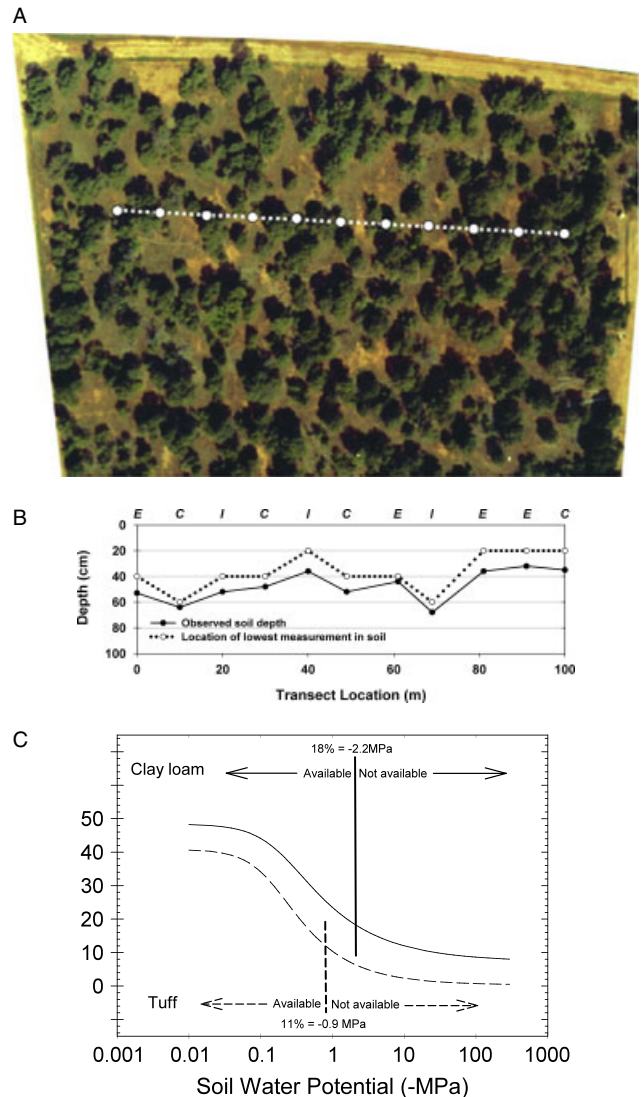 A
B
E C I C I C E I E E C
0
20
40
60
80
100
Depth (cm)
Observed soil depth
Location of lowest measurement in soil
0 20 40 60 80 100
Transect Location (m)
C
18% = -2.2MPa
Clay loam
Available Not available
50
40
30
20
10
0
Tuff
Available Not available
11% = -0.9 MPa
0.001 0.01 0.1 1 10 100 1000
Soil Water Potential (-MPa)